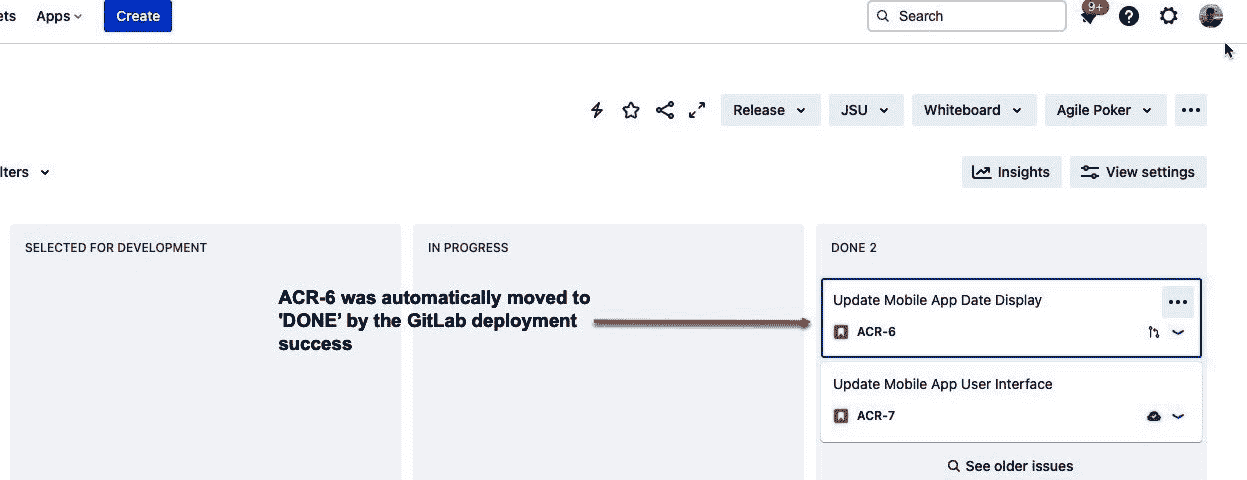 ets Apps Create Search 9+
Release JSU Whiteboard Agile Poker
lters Insights View settings
SELECTED FOR DEVELOPMENT IN PROGRESS DONE 2
ACR-6 was automatically moved to
'DONE’ by the GitLab deployment
success
Update Mobile App Date Display
ACR-6
Update Mobile App User Interface
ACR-7
See older issues